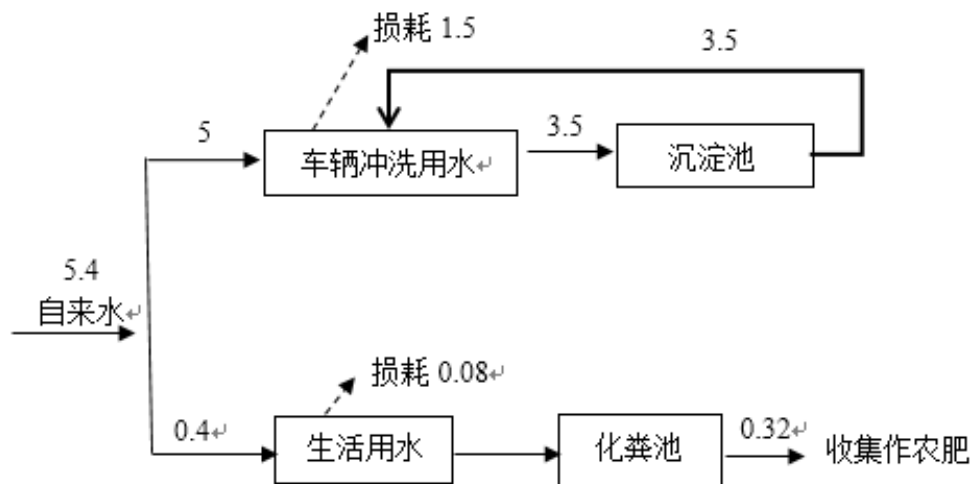 损耗 1.5
3.5
5
车辆冲洗用水↵
3.5
沉淀池
5.4
自来水↵
损耗 0.08↵
0.4↵
生活用水
化粪池
0.32↵
收集作农肥